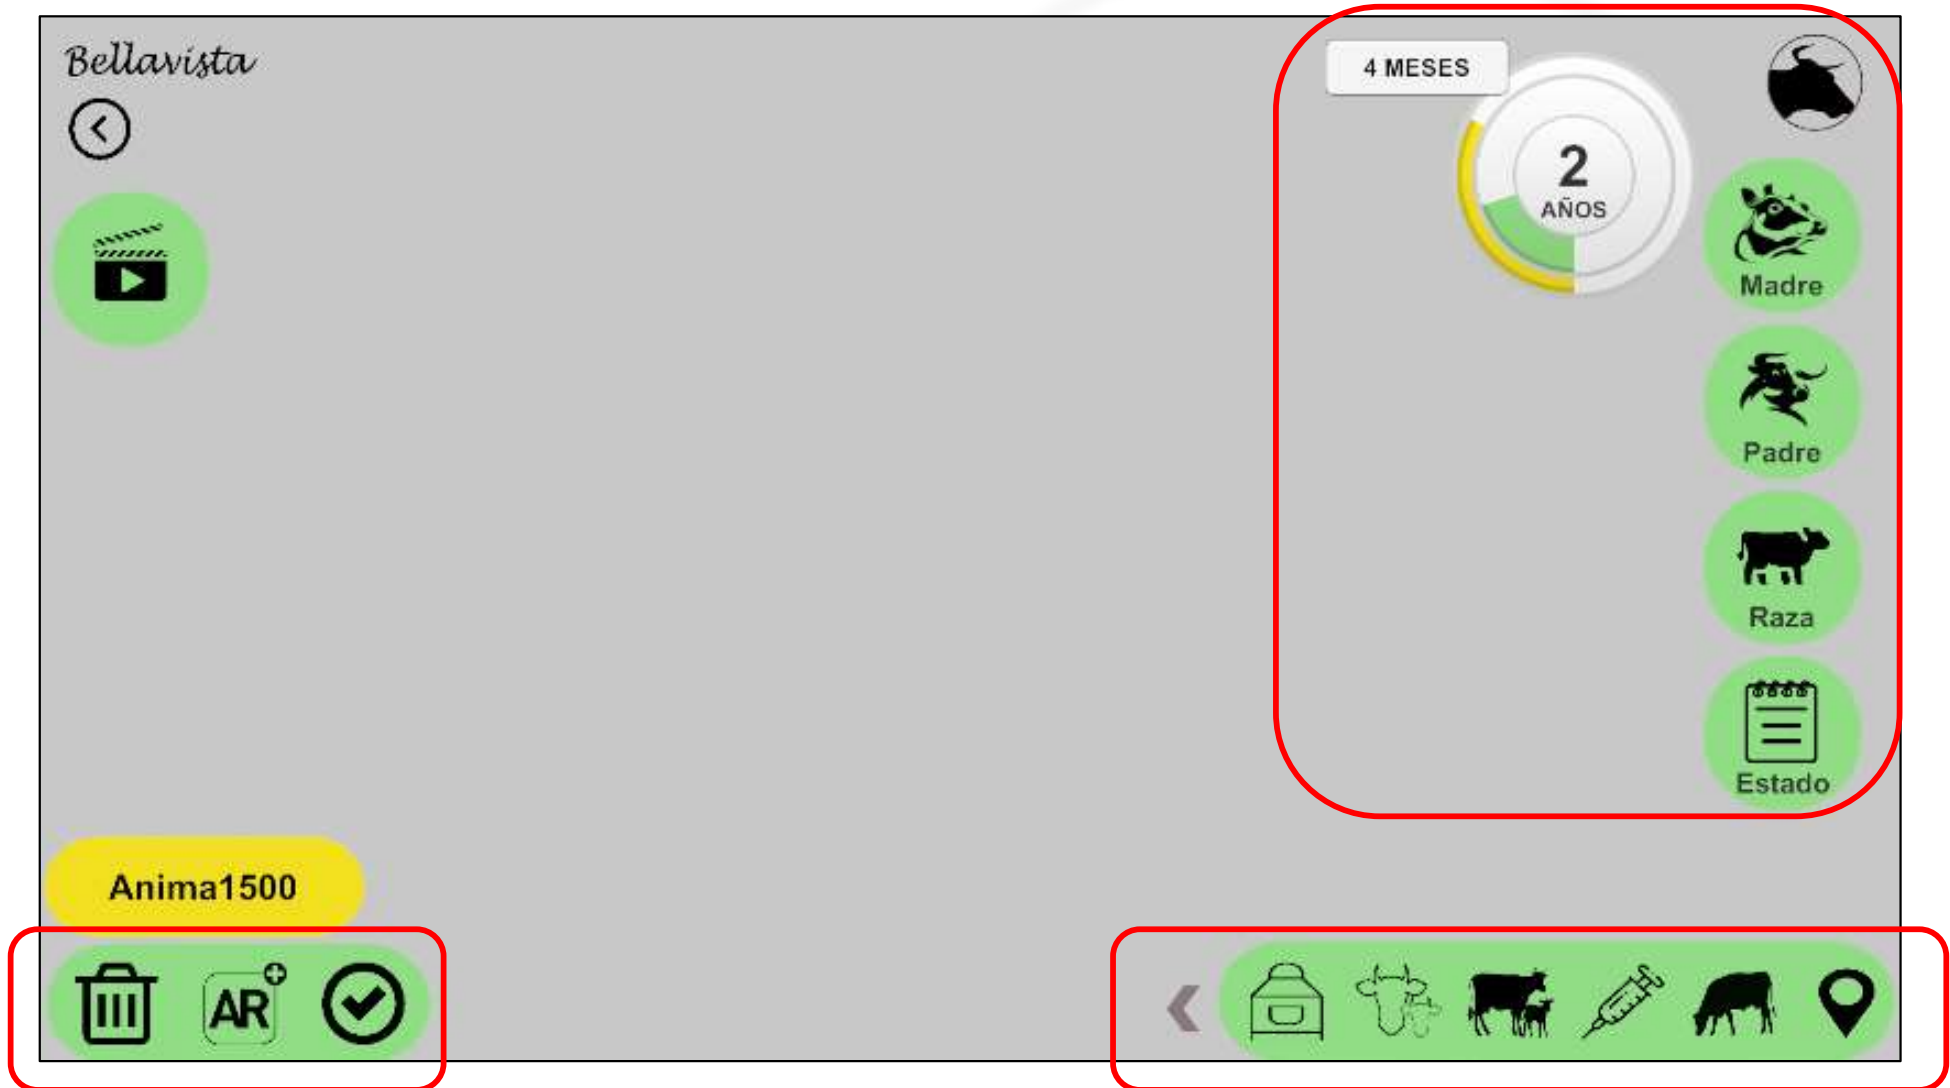 Bellavista
4 MESES
2
AÑOS
Madre
Padre
Raza
Estado
Anima1500
AR